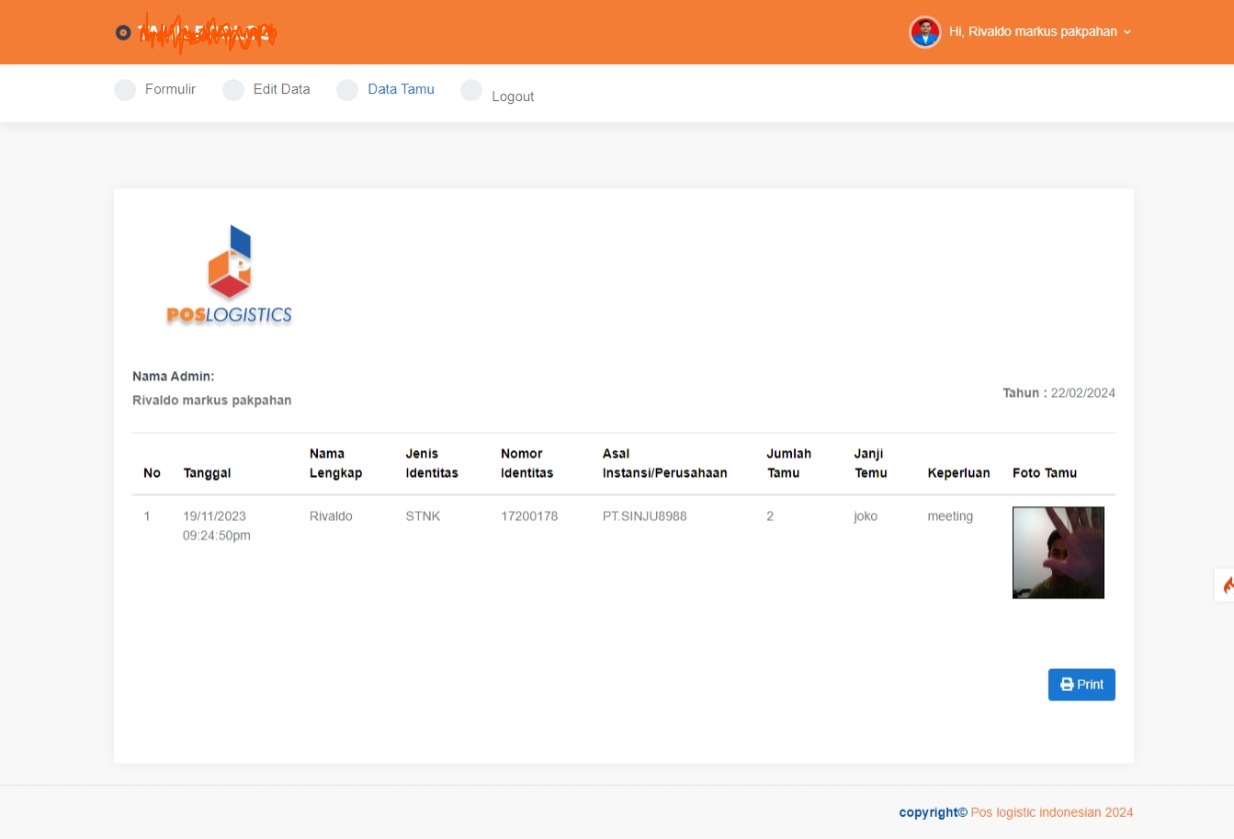 Hi, Rivaldo markus pakpahan
Formulir
Edit Data
Data Tamu
Logout
P
POSLOGISTICS
Nama Admin:
Rivaldo markus pakpahan
Tahun : 22/02/2024
No
Tanggal
Nama
Lengkap
Jenis
Identitas
Nomor
Identitas
Asal
Instansi/Perusahaan
Jumlah
Tamu
Janji
Temu
Keperluan
Foto Tamu
1
19/11/2023
09:24:50pm
Rivaldo
STNK
17200178
PT.SINJU8988
2
joko
meeting
Print
copyright© Pos logistic indonesian 2024